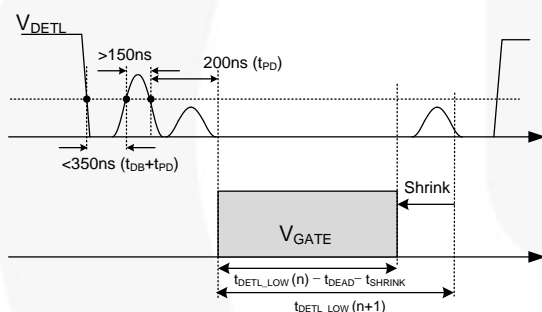 VDETL
>150ns
200ns (tPD)
<350ns (tDB+tPD)
Shrink
VGATE
tDETL_LOW (n) – tDEAD– tSHRINK
tDETL_LOW (n+1)